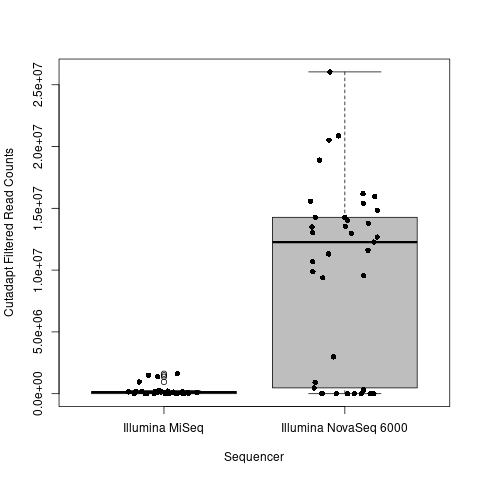 Cutadapt Filtered Read Counts
2.5e+07
2.0e+07
1.5e+07
1.0e+07
5.0e+06
0.0e+00
Illumina MiSeq
Illumina NovaSeq 6000
Sequencer